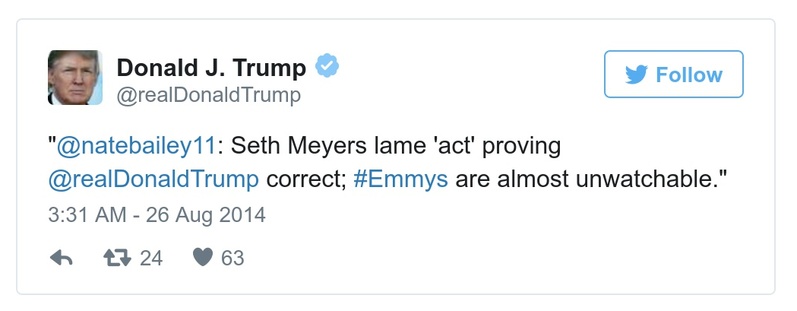 Donald J. Trump
@realDonaldTrump
Follow
"@natebailey11: Seth Meyers lame 'act' proving
@realDonaldTrump correct; #Emmys are almost unwatchable."
3:31 AM - 26 Aug 2014
24 63